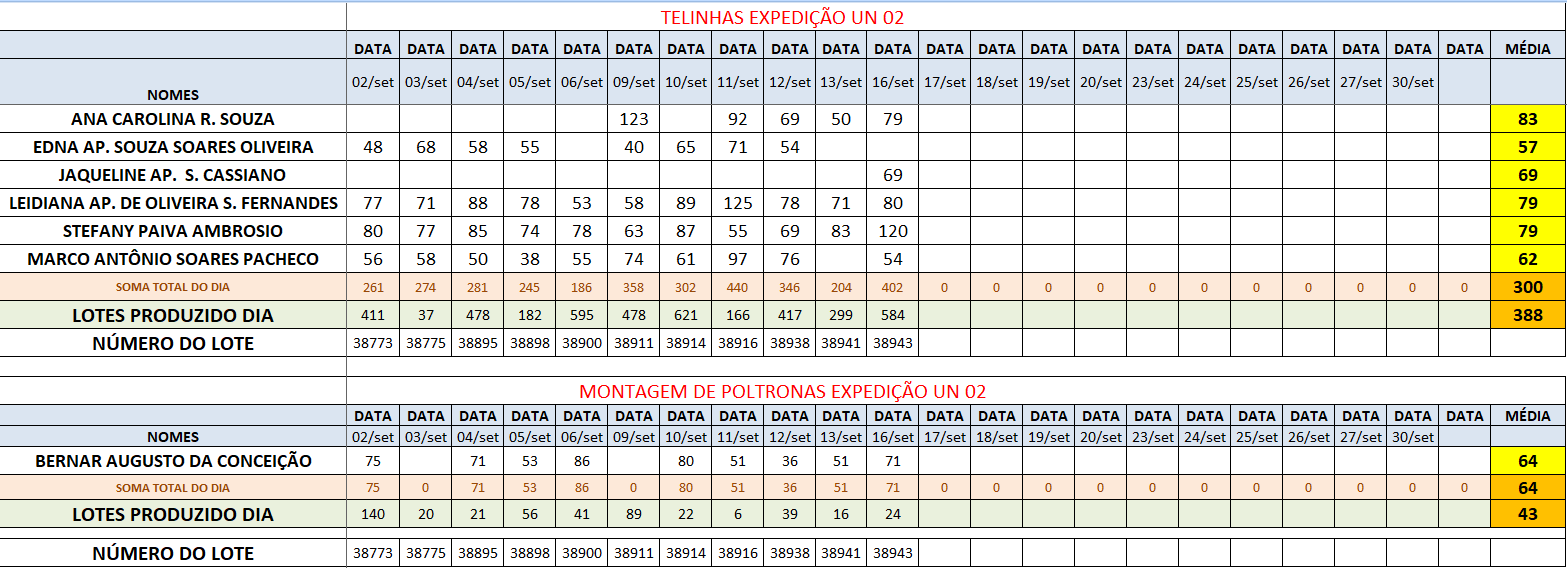 TELINHAS EXPEDIÇÃO UN 02
DATA DATA DATA DATA DATA DATA DATA DATA DATA DATA DATA DATA DATA DATA DATA DATA DATA DATA DATA DATA DATA DATA MÉDIA
NOMES 02/set 03/set 04/set 05/set 06/set 09/set 10/set 11/set 12/set 13/set 16/set 17/set 18/set 19/set 20/set 23/set 24/set 25/set 26/set 27/set 30/set
ANA CAROLINA R. SOUZA 123 92 69 50 79 83
EDNA AP. SOUZA SOARES OLIVEIRA 48 68 58 55 40 65 71 54 57
JAQUELINE AP. S. CASSIANO 69 69
LEIDIANA AP. DE OLIVEIRA S. FERNANDES 77 71 88 78 53 58 89 125 78 71 80 79
STEFANY PAIVA AMBROSIO 80 77 85 74 78 63 87 55 69 83 120 79
MARCO ANTÔNIO SOARES PACHECO 56 58 50 38 55 74 61 97 76 54 62
SOMA TOTAL DO DIA 261 274 281 245 186 358 302 440 346 204 402 0 0 0 0 0 0 0 0 0 0 0 300
LOTES PRODUZIDO DIA 411 37 478 182 595 478 621 166 417 299 584 388
NÚMERO DO LOTE 38773 38775 38895 38898 38900 38911 38914 38916 38938 38941 38943
MONTAGEM DE POLTRONAS EXPEDIÇÃO UN 02
DATA DATA DATA DATA DATA DATA DATA DATA DATA DATA DATA DATA DATA DATA DATA DATA DATA DATA DATA DATA DATA DATA MÉDIA
NOMES 02/set 03/set 04/set 05/set 06/set 09/set 10/set 11/set 12/set 13/set 16/set 17/set 18/set 19/set 20/set 23/set 24/set 25/set 26/set 27/set 30/set
BERNAR AUGUSTO DA CONCEIÇÃO 75 71 53 86 80 51 36 51 71 64
SOMA TOTAL DO DIA 75 0 71 53 86 0 80 51 36 51 71 0 0 0 0 0 0 0 0 0 0 0 64
LOTES PRODUZIDO DIA 140 20 21 56 41 89 22 6 39 16 24 43
NÚMERO DO LOTE 38773 38775 38895 38898 38900 38911 38914 38916 38938 38941 38943